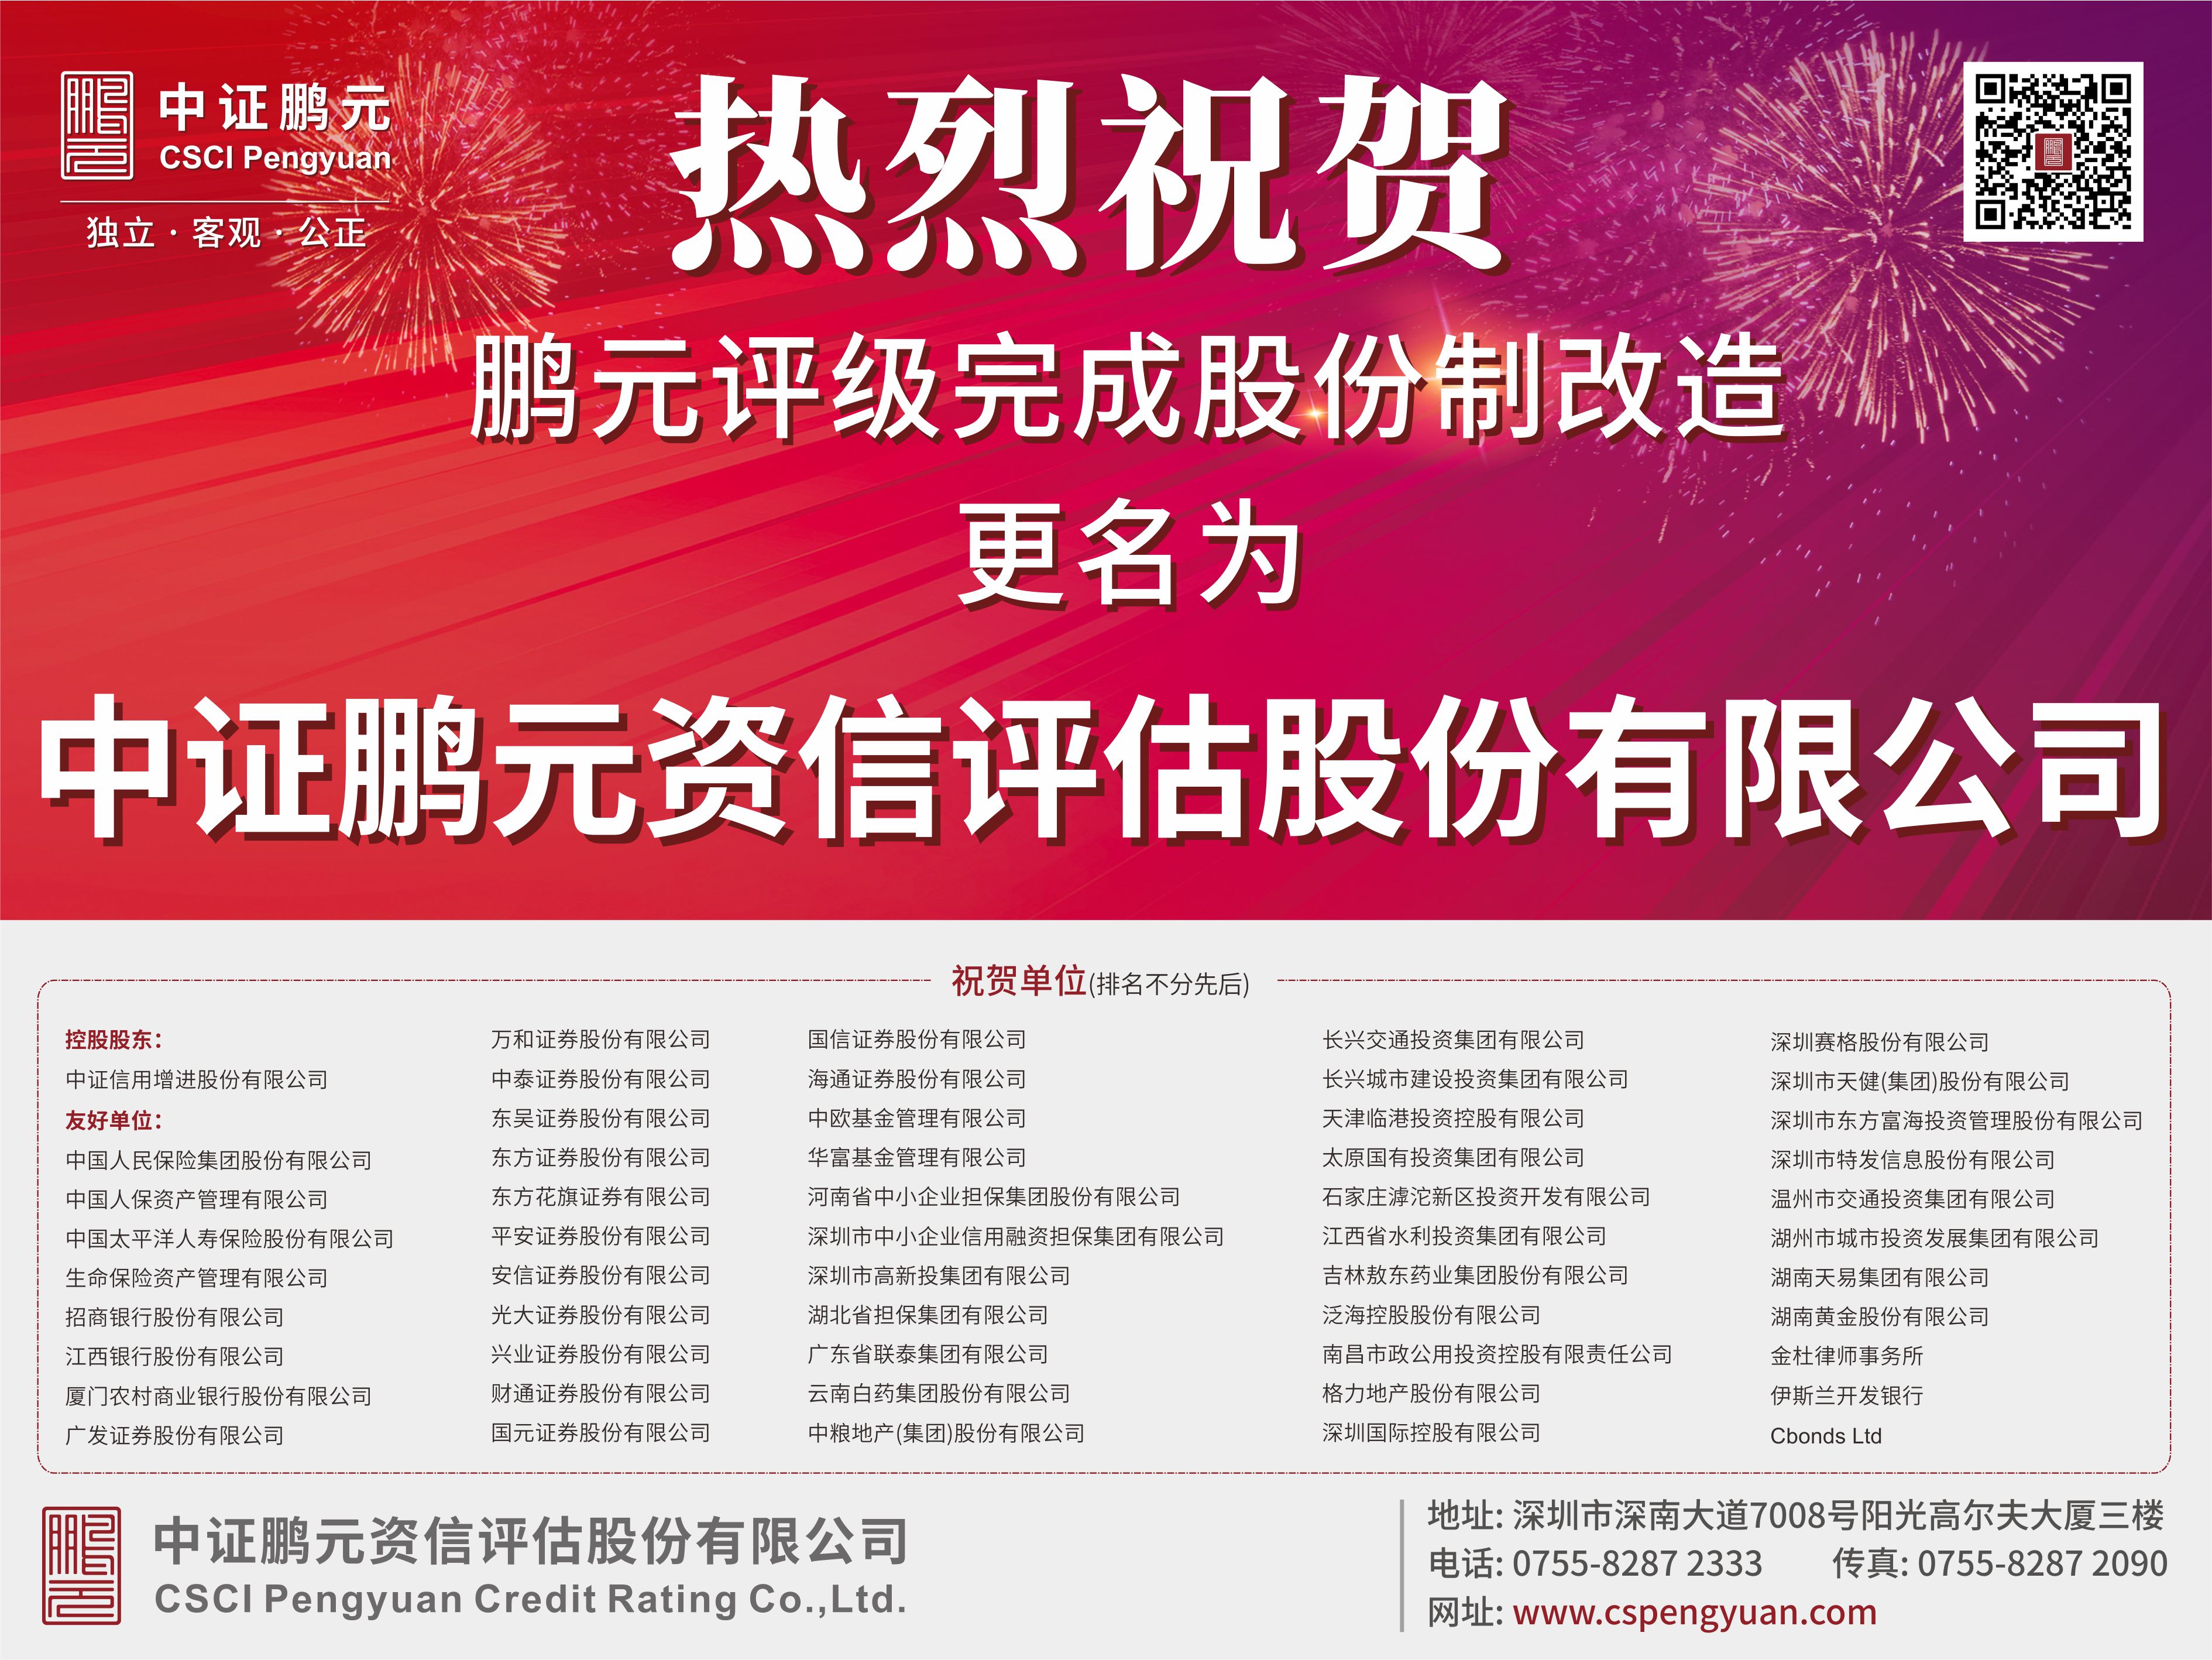 中证鹏元
CSCI Pengyuan
独立·客观·公正
热烈祝贺
鹏元评级完成股份制改造
更名为
中证鹏元资信评估股份有限公司
祝贺单位(排名不分先后)
控股股东:
中证信用增进股份有限公司
友好单位:
中国人民保险集团股份有限公司
中国人保资产管理有限公司
中国太平洋人寿保险股份有限公司
生命保险资产管理有限公司
招商银行股份有限公司
江西银行股份有限公司
厦门农村商业银行股份有限公司
广发证券股份有限公司
万和证券股份有限公司
中泰证券股份有限公司
东吴证券股份有限公司
东方证券股份有限公司
东方花旗证券有限公司
平安证券股份有限公司
安信证券股份有限公司
光大证券股份有限公司
兴业证券股份有限公司
财通证券股份有限公司
国元证券股份有限公司
国信证券股份有限公司
海通证券股份有限公司
中欧基金管理有限公司
华富基金管理有限公司
河南省中小企业担保集团股份有限公司
深圳市中小企业信用融资担保集团有限公司
深圳市高新投集团有限公司
湖北省担保集团有限公司
广东省联泰集团有限公司
云南白药集团股份有限公司
中粮地产(集团)股份有限公司
长兴交通投资集团有限公司
长兴城市建设投资集团有限公司
天津临港投资控股有限公司
太原国有投资集团有限公司
石家庄滹沱新区投资开发有限公司
江西省水利投资集团有限公司
吉林敖东药业集团股份有限公司
泛海控股股份有限公司
南昌市政公用投资控股有限责任公司
格力地产股份有限公司
深圳国际控股有限公司
深圳赛格股份有限公司
深圳市天健(集团)股份有限公司
深圳市东方富海投资管理股份有限公司
深圳市特发信息股份有限公司
温州市交通投资集团有限公司
湖州市城市投资发展集团有限公司
湖南天易集团有限公司
湖南黄金股份有限公司
金杜律师事务所
伊斯兰开发银行
Cbonds Ltd
中证鹏元资信评估股份有限公司
CSCI Pengyuan Credit Rating Co.,Ltd.
地址: 深圳市深南大道7008号阳光高尔夫大厦三楼
电话: 0755-8287 2333 传真: 0755-8287 2090
网址: www.cspengyuan.com